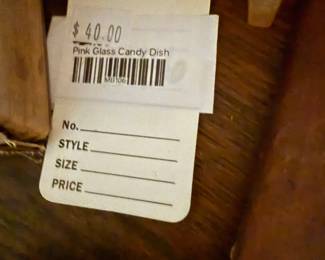 $ 40.00
Pink Glass Candy Dish
No.
STYLE
SIZE
PRICE